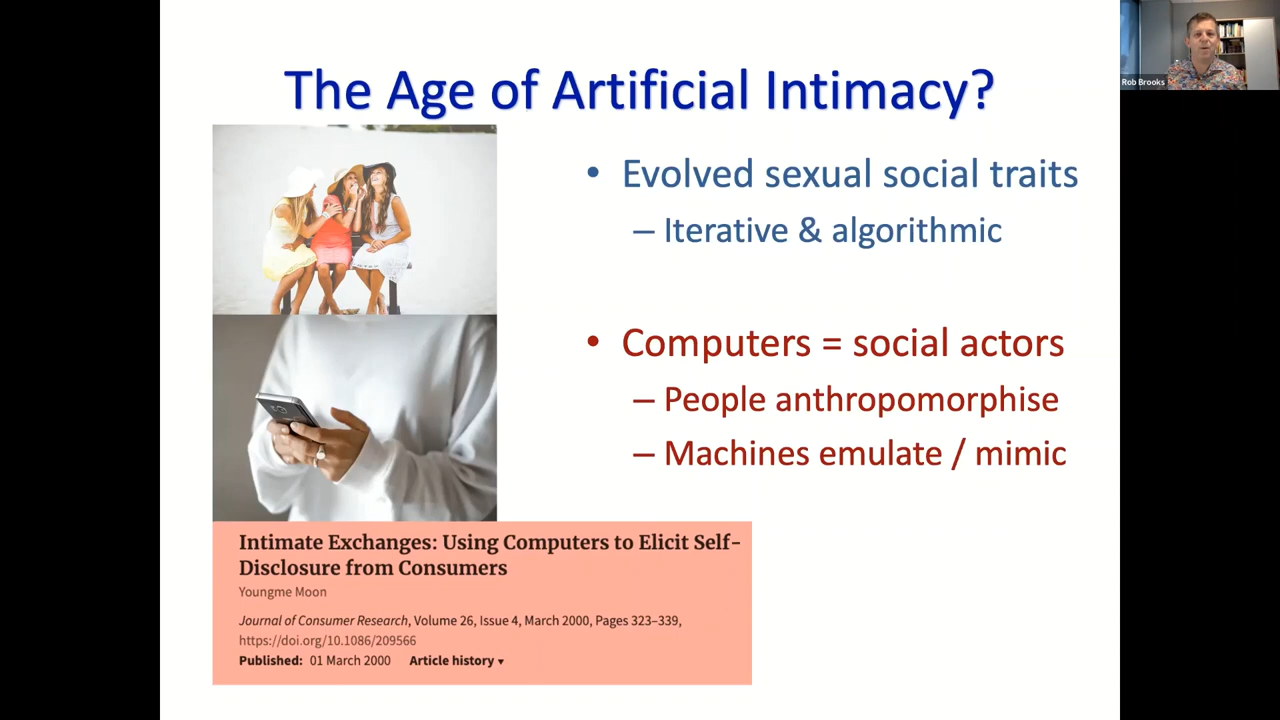 The Age of Artificial Intimacy?
Rob Brooks
• Evolved sexual social traits
– Iterative & algorithmic
• Computers = social actors
– People anthropomorphise
– Machines emulate / mimic
Intimate Exchanges: Using Computers to Elicit Self-
Disclosure from Consumers
Youngme Moon
Journal of Consumer Research, Volume 26, Issue 4, March 2000, Pages 323–339,
https://doi.org/10.1086/209566
Published: 01 March 2000 Article history ▾